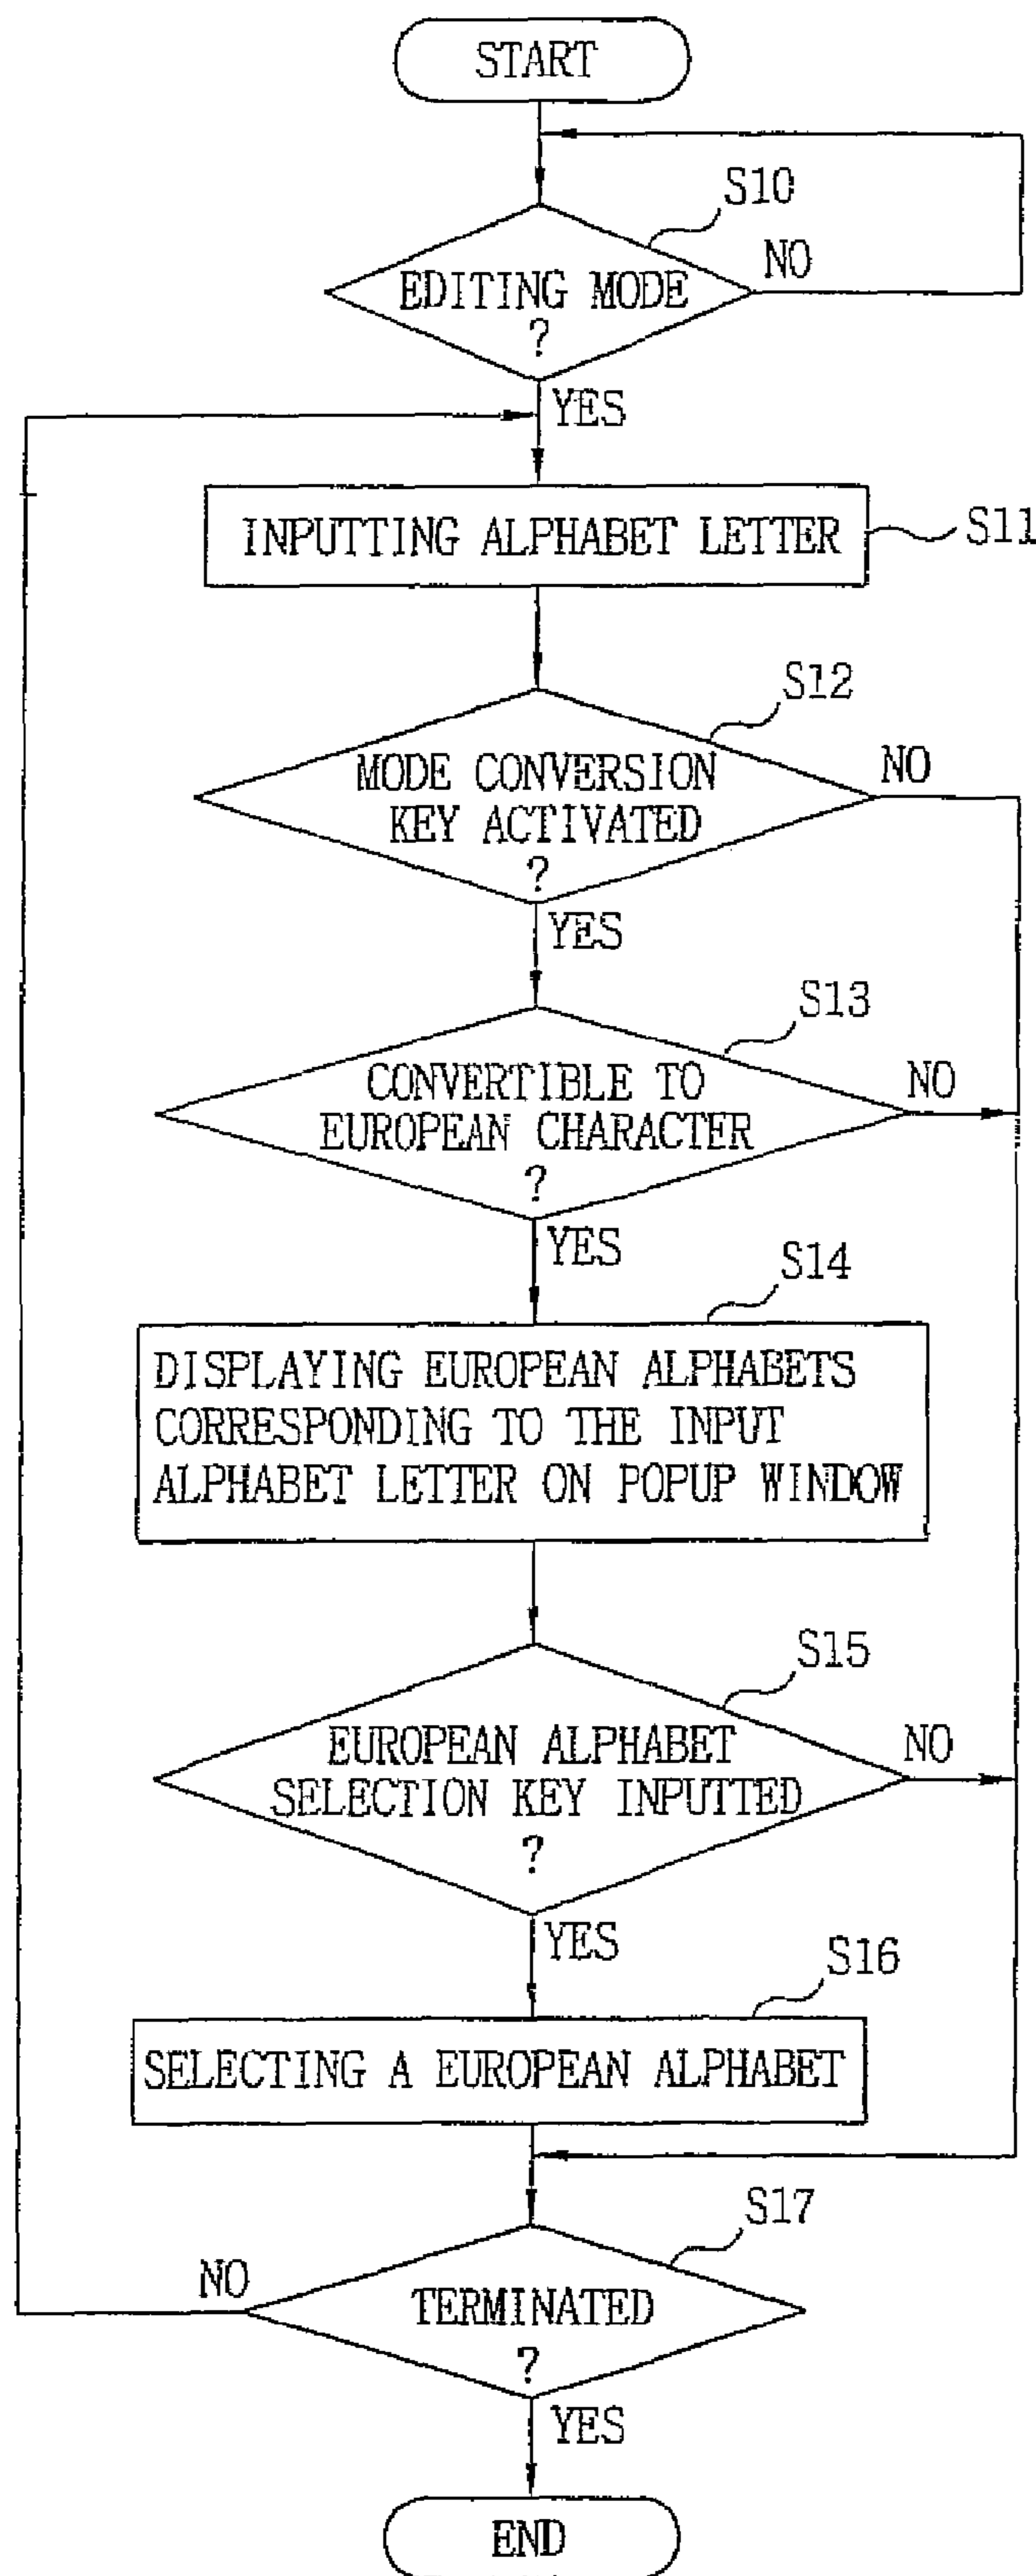 START
S10
EDITING MODE
?
NO
YES
INPUTTING ALPHABET LETTER
S11
S12
MODE CONVERSION
KEY ACTIVATED
?
NO
YES
S13
CONVERTIBLE TO
EUROPEAN CHARACTER
?
NO
YES
S14
DISPLAYING EUROPEAN ALPHABETS
CORRESPONDING TO THE INPUT
ALPHABET LETTER ON POPUP WINDOW
S15
EUROPEAN ALPHABET
SELECTION KEY INPUTTED
?
NO
YES
S16
SELECTING A EUROPEAN ALPHABET
S17
NO
TERMINATED
?
YES
END